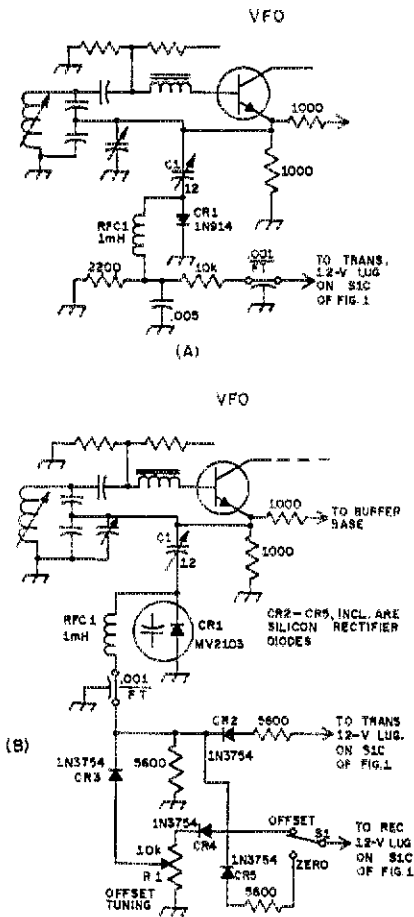 VFO
1000
C1
12
1000
CR1
1N914
RFC1
1mH
2200
10k
.001
FT
TO TRANS.
12-V LUG
ON S1C
OF FIG.1
.005
(A)
VFO
1000
TO BUFFER
BASE
C1
12
1000
RFC1
1mH
CR1
MV2103
CR2-CR5, INCL. ARE
SILICON RECTIFIER
DIODES
.001
FT
(B)
CR2
5600
1N3754
TO TRANS
12-V LUG.
ON S1C
OF FIG.1
1N3754
CR3
5600
1N3754
CR4
OFFSET
S1
TO REC
12-V LUG
ON S1C
OF FIG.1
10k
R1
1N3754
CR5
ZERO
OFFSET
TUNING
5600